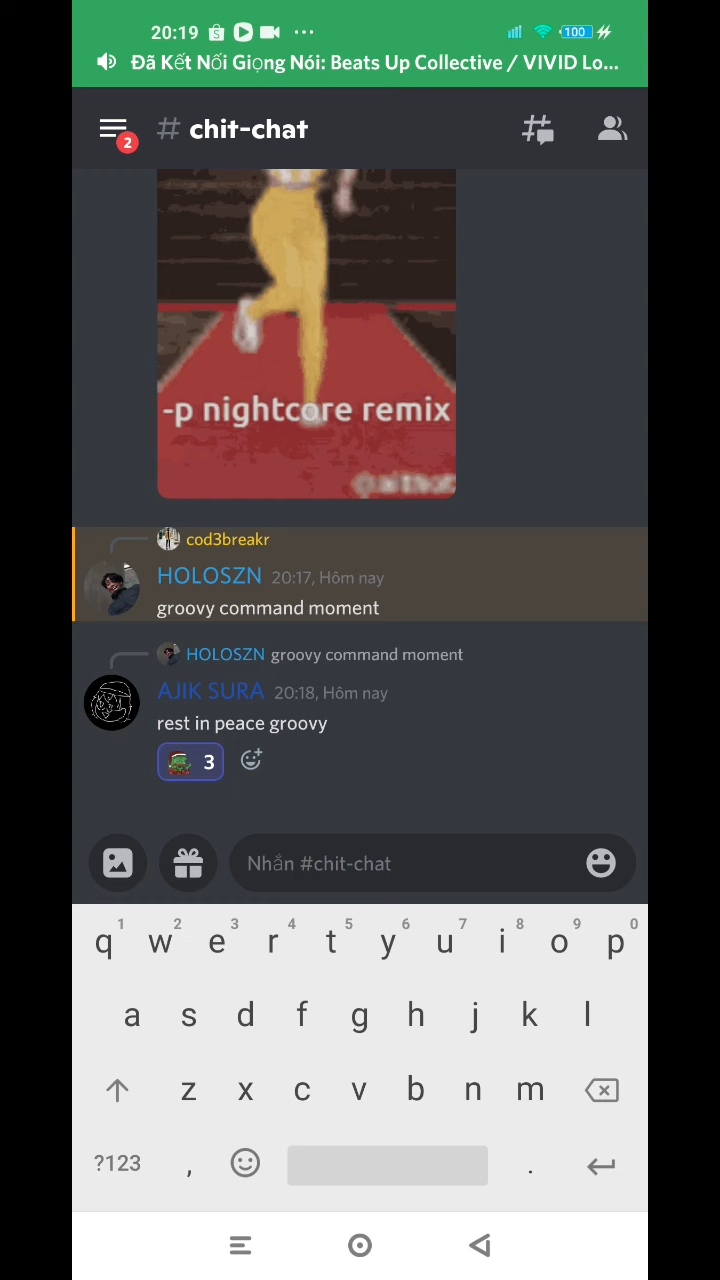 20:19 100
Đã Kết Nối Giọng Nói: Beats Up Collective / VIVID Lo...
2
# chit-chat
-p nightcore remix
cod3breakr
HOLOSZN 20:17, Hôm nay
groovy command moment
HOLOSZN groovy command moment
AJIK SURA 20:18, Hôm nay
rest in peace groovy
3
Nhắn #chit-chat
1 2 3 4 5 6 7 8 9 0
q w e r t y u i o p
a s d f g h j k l
z x c v b n m
?123 , .